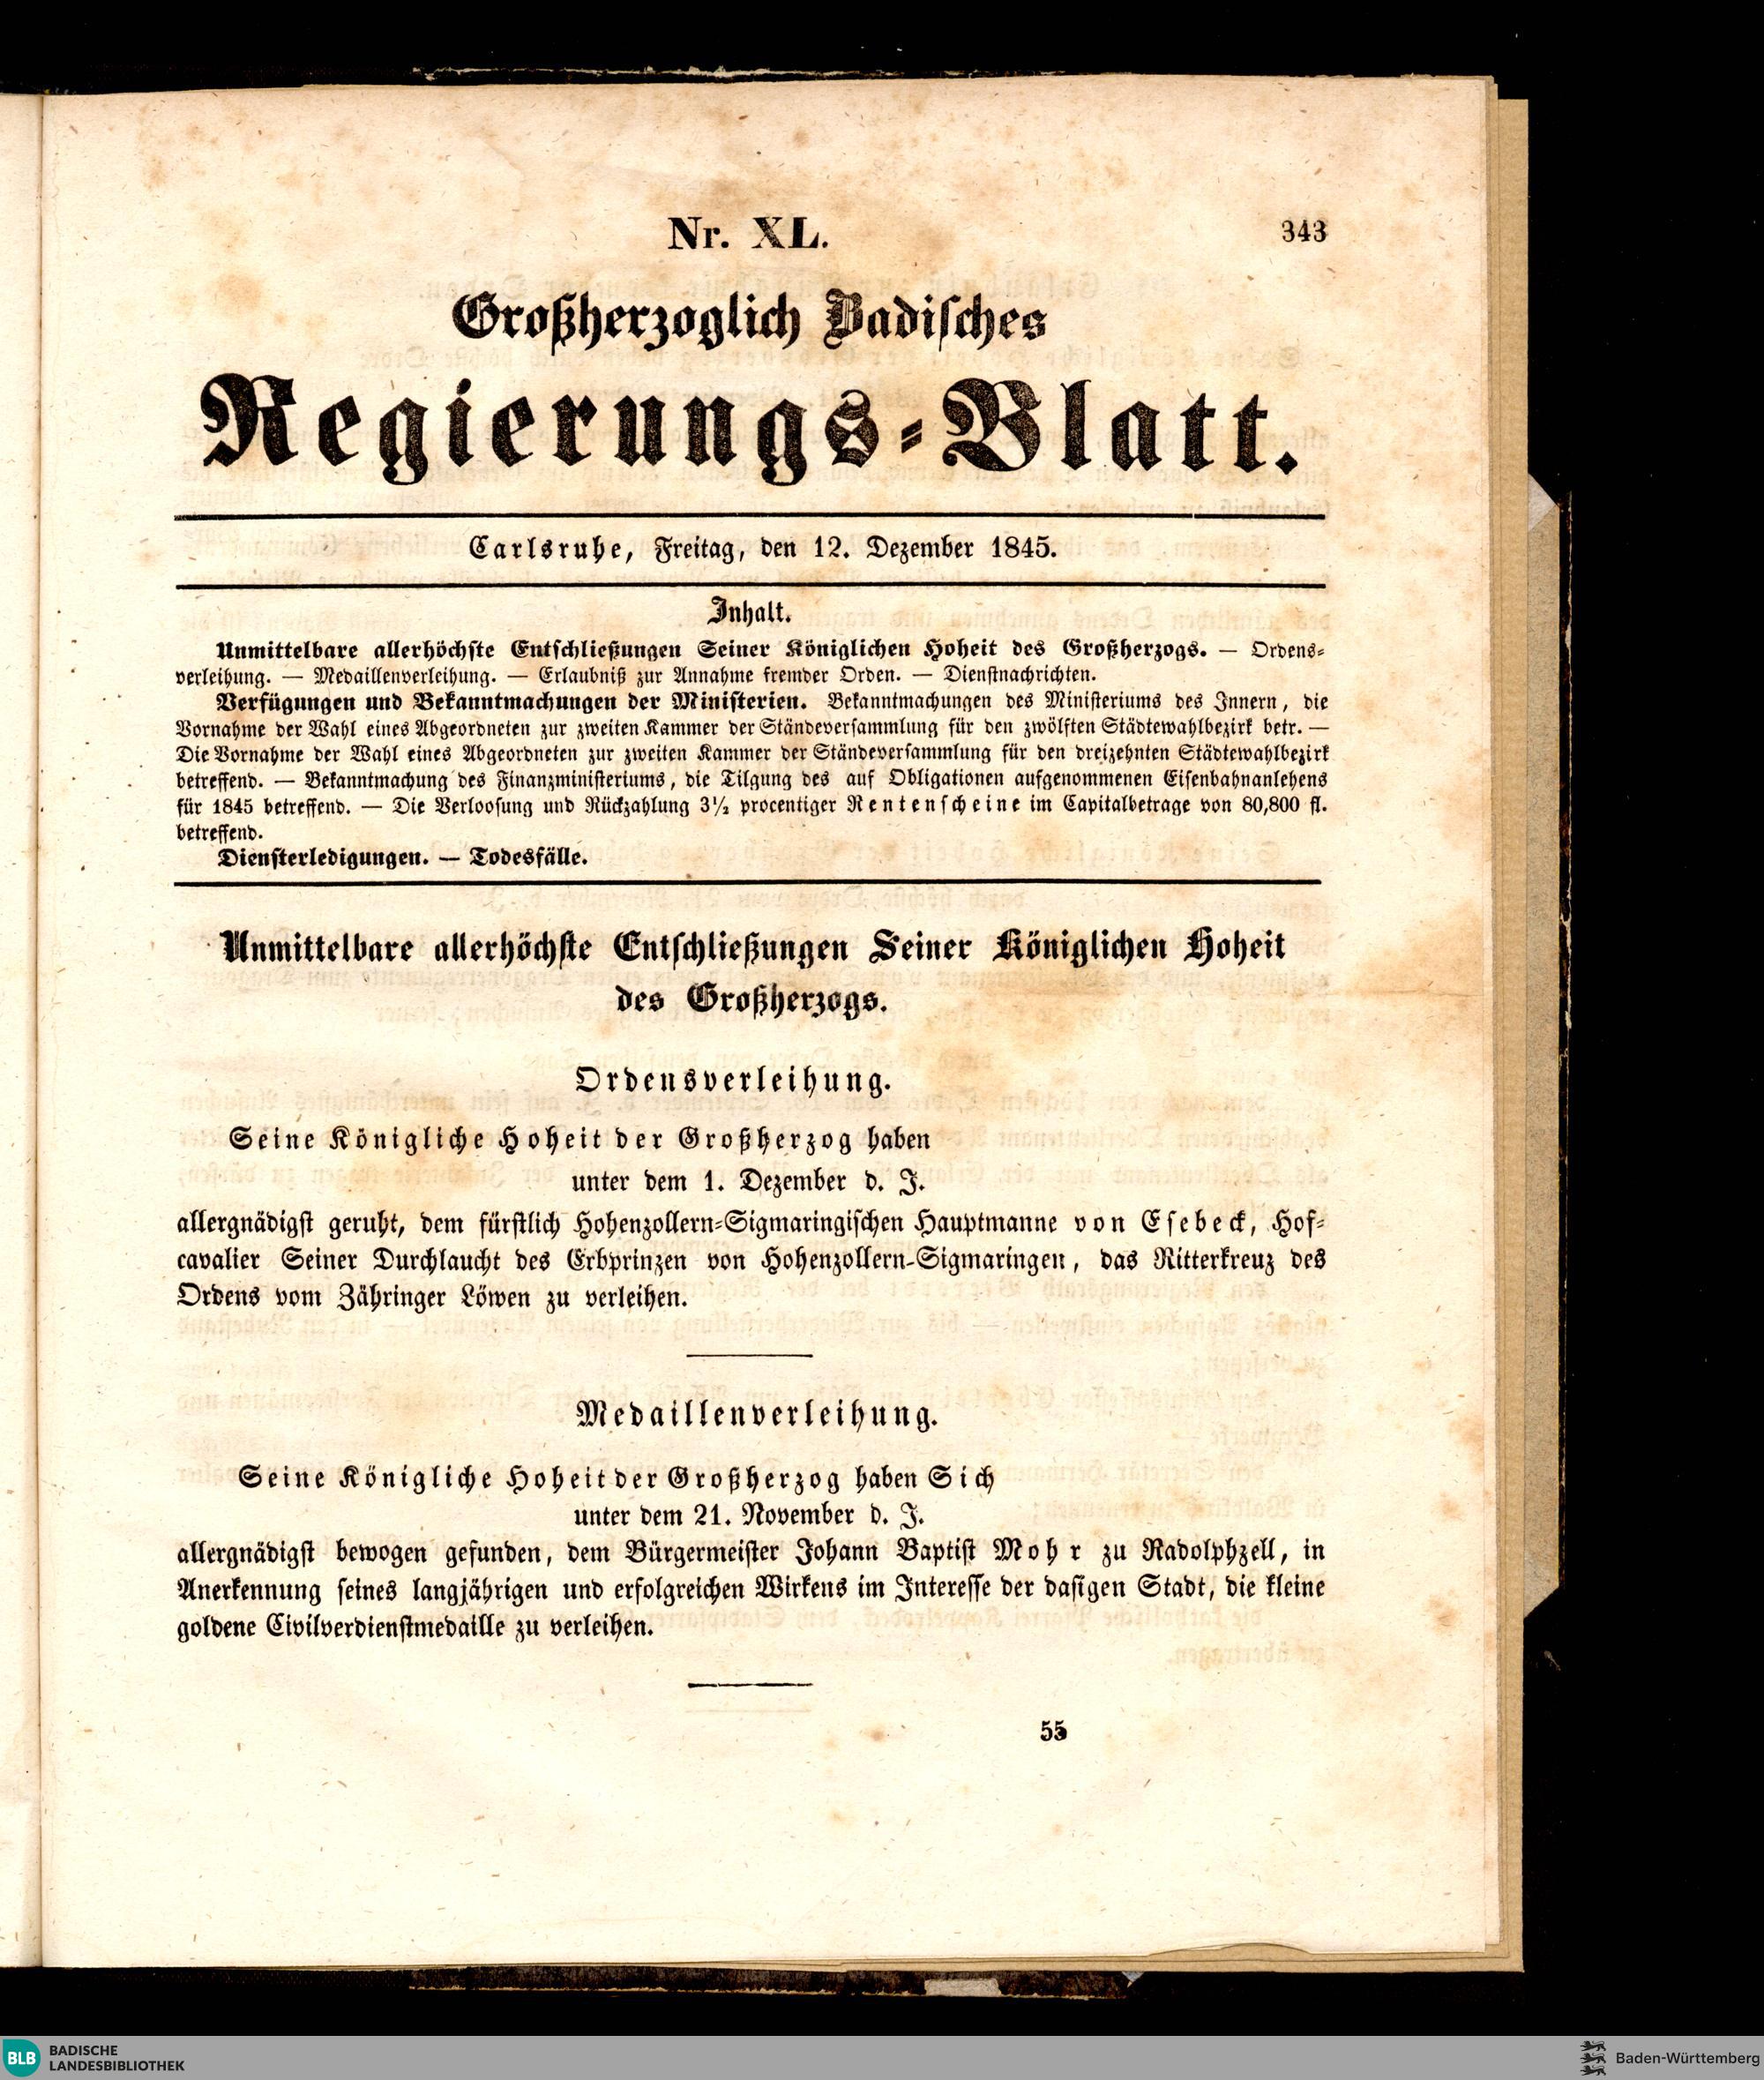 Nr. XL.
343
Großherzoglich Badisches
Regierungs-Blatt.
Carlsruhe, Freitag, den 12. Dezember 1845.
Inhalt.
Unmittelbare allerhöchste Entschließungen Seiner Königlichen Hoheit des Großherzogs. — Ordens-
verleihung. — Medaillenverleihung. — Erlaubniß zur Annahme fremder Orden. — Dienstnachrichten.
Verfügungen und Bekanntmachungen der Ministerien. Bekanntmachungen des Ministeriums des Innern, die
Vornahme der Wahl eines Abgeordneten zur zweiten Kammer der Ständeversammlung für den zwölften Städtewahlbezirk betr. —
Die Vornahme der Wahl eines Abgeordneten zur zweiten Kammer der Ständeversammlung für den dreizehnten Städtewahlbezirk
betreffend. — Bekanntmachung des Finanzministeriums, die Tilgung des auf Obligationen aufgenommenen Eisenbahnanlehens
für 1845 betreffend. — Die Verloosung und Rückzahlung 3½ procentiger Rentenscheine im Capitalbetrage von 80,800 fl.
betreffend.
Diensterledigungen. — Todesfälle.
Unmittelbare allerhöchste Entschließungen Seiner Königlichen Hoheit
des Großherzogs.
Ordensverleihung.
Seine Königliche Hoheit der Großherzog haben
unter dem 1. Dezember d. J.
allergnädigst geruht, dem fürstlich Hohenzollern-Sigmaringischen Hauptmanne von Esebeck, Hof-
cavalier Seiner Durchlaucht des Erbprinzen von Hohenzollern-Sigmaringen, das Ritterkreuz des
Ordens vom Zähringer Löwen zu verleihen.
Medaillenverleihung.
Seine Königliche Hoheit der Großherzog haben Sich
unter dem 21. November d. J.
allergnädigst bewogen gefunden, dem Bürgermeister Johann Baptist Mohr zu Radolphzell, in
Anerkennung seines langjährigen und erfolgreichen Wirkens im Interesse der dasigen Stadt, die kleine
goldene Civilverdienstmedaille zu verleihen.
55
BLB BADISCHE
LANDESBIBLIOTHEK
Baden-Württemberg